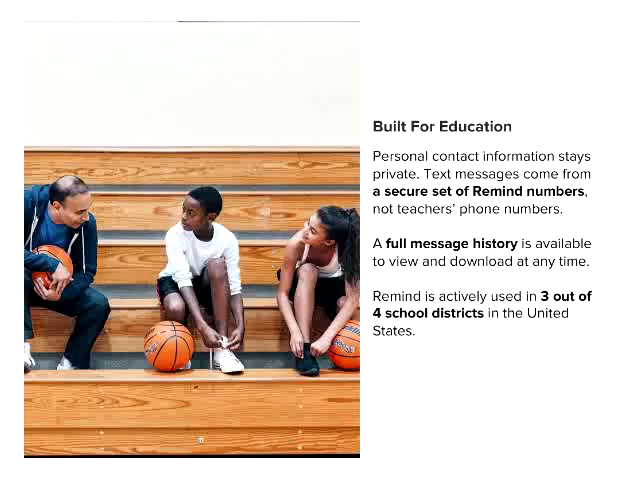 Built For Education
Personal contact information stays
private. Text messages come from
a secure set of Remind numbers,
not teachers' phone numbers.
A full message history is available
to view and download at any time.
Remind is actively used in 3 out of
4 school districts in the United
States.